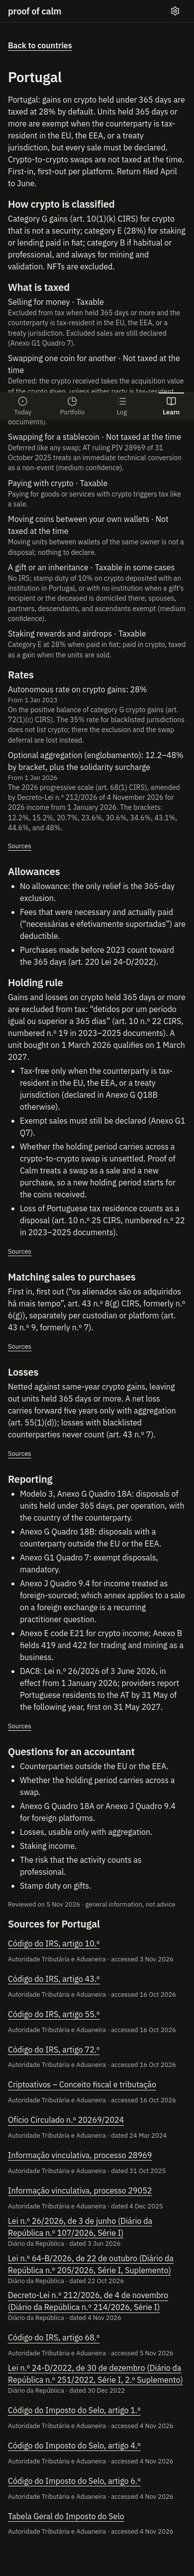 proof of calm
Back to countries
Portugal
Portugal: gains on crypto held under 365 days are
taxed at 28% by default. Units held 365 days or
more are exempt when the counterparty is tax-
resident in the EU, the EEA, or a treaty
jurisdiction, but every sale must be declared.
Crypto-to-crypto swaps are not taxed at the time.
First-in, first-out per platform. Return filed April
to June.
How crypto is classified
Category G gains (art. 10(1)(k) CIRS) for crypto
that is not a security; category E (28%) for staking
or lending paid in fiat; category B if habitual or
professional, and always for mining and
validation. NFTs are excluded.
What is taxed
Selling for money · Taxable
Excluded from tax when held 365 days or more and the
counterparty is tax-resident in the EU, EEA, or a
treaty jurisdiction. Excluded sales are still declared
(Anexo G1 Quadro 7).
Swapping one coin for another · Not taxed at the
time
Deferred: the crypto received takes the acquisition value
of the crypto given, unless either party is tax-resident
Today
Portfolio
Log
Learn
documents).
Swapping for a stablecoin · Not taxed at the time
Deferred like any swap; AT ruling PIV 28969 of 31
October 2025 treats an immediate technical conversion
as a non-event (medium confidence).
Paying with crypto · Taxable
Paying for goods or services with crypto triggers tax like
a sale.
Moving coins between your own wallets · Not
taxed at the time
Moving units between wallets of the same owner is not a
disposal; nothing to declare.
A gift or an inheritance · Taxable in some cases
No IRS; stamp duty of 10% on crypto deposited with an
institution in Portugal, or with no institution when a gift's
recipient or the deceased is domiciled there; spouses,
partners, descendants, and ascendants exempt (medium
confidence).
Staking rewards and airdrops · Taxable
Category E at 28% when paid in fiat; paid in crypto, taxed
as a gain when the units are sold.
Rates
Autonomous rate on crypto gains: 28%
From 1 Jan 2023
On the positive balance of category G crypto gains (art.
72(1)(c) CIRS). The 35% rate for blacklisted jurisdictions
does not list crypto; there the exclusion and the swap
deferral are lost instead.
Optional aggregation (englobamento): 12.2–48%
by bracket, plus the solidarity surcharge
From 1 Jan 2026
The 2026 progressive scale (art. 68(1) CIRS), amended
by Decreto-Lei n.º 212/2026 of 4 November 2026 for
2026 income from 1 January 2026. The brackets:
12.2%, 15.2%, 20.7%, 23.6%, 30.6%, 34.6%, 43.1%,
44.6%, and 48%.
Sources
Allowances
• No allowance: the only relief is the 365-day
exclusion.
• Fees that were necessary and actually paid
(“necessárias e efetivamente suportadas”) are
deductible.
• Purchases made before 2023 count toward
the 365 days (art. 220 Lei 24-D/2022).
Holding rule
Gains and losses on crypto held 365 days or more
are excluded from tax: “detidos por um período
igual ou superior a 365 dias” (art. 10 n.º 22 CIRS,
numbered n.º 19 in 2023–2025 documents). A
unit bought on 1 March 2026 qualifies on 1 March
2027.
• Tax-free only when the counterparty is tax-
resident in the EU, the EEA, or a treaty
jurisdiction (declared in Anexo G Q18B
otherwise).
• Exempt sales must still be declared (Anexo G1
Q7).
• Whether the holding period carries across a
crypto-to-crypto swap is unsettled. Proof of
Calm treats a swap as a sale and a new
purchase, so a new holding period starts for
the coins received.
• Loss of Portuguese tax residence counts as a
disposal (art. 10 n.º 25 CIRS, numbered n.º 22
in 2023–2025 documents).
Sources
Matching sales to purchases
First in, first out (“os alienados são os adquiridos
há mais tempo”, art. 43 n.º 8(g) CIRS, formerly n.º
6(g)), separately per custodian or platform (art.
43 n.º 9, formerly n.º 7).
Sources
Losses
Netted against same-year crypto gains, leaving
out units held 365 days or more. A net loss
carries forward five years only with aggregation
(art. 55(1)(d)); losses with blacklisted
counterparties never count (art. 43 n.º 7).
Sources
Reporting
• Modelo 3, Anexo G Quadro 18A: disposals of
units held under 365 days, per operation, with
the country of the counterparty.
• Anexo G Quadro 18B: disposals with a
counterparty outside the EU or the EEA.
• Anexo G1 Quadro 7: exempt disposals,
mandatory.
• Anexo J Quadro 9.4 for income treated as
foreign-sourced; which annex applies to a sale
on a foreign exchange is a recurring
practitioner question.
• Anexo E code E21 for crypto income; Anexo B
fields 419 and 422 for trading and mining as a
business.
• DAC8: Lei n.º 26/2026 of 3 June 2026, in
effect from 1 January 2026; providers report
Portuguese residents to the AT by 31 May of
the following year, first on 31 May 2027.
Sources
Questions for an accountant
• Counterparties outside the EU or the EEA.
• Whether the holding period carries across a
swap.
• Anexo G Quadro 18A or Anexo J Quadro 9.4
for foreign platforms.
• Losses, usable only with aggregation.
• Staking income.
• The risk that the activity counts as
professional.
• Stamp duty on gifts.
Reviewed on 5 Nov 2026 · general information, not advice
Sources for Portugal
Código do IRS, artigo 10.º
Autoridade Tributária e Aduaneira · accessed 3 Nov 2026
Código do IRS, artigo 43.º
Autoridade Tributária e Aduaneira · accessed 16 Oct 2026
Código do IRS, artigo 55.º
Autoridade Tributária e Aduaneira · accessed 16 Oct 2026
Código do IRS, artigo 72.º
Autoridade Tributária e Aduaneira · accessed 16 Oct 2026
Criptoativos – Conceito fiscal e tributação
Autoridade Tributária e Aduaneira · accessed 16 Oct 2026
Ofício Circulado n.º 20269/2024
Autoridade Tributária e Aduaneira · dated 24 Mar 2024
Informação vinculativa, processo 28969
Autoridade Tributária e Aduaneira · dated 31 Oct 2025
Informação vinculativa, processo 29052
Autoridade Tributária e Aduaneira · dated 4 Dec 2025
Lei n.º 26/2026, de 3 de junho (Diário da
República n.º 107/2026, Série I)
Diário da República · dated 3 Jun 2026
Lei n.º 64-B/2026, de 22 de outubro (Diário da
República n.º 205/2026, Série I, Suplemento)
Diário da República · dated 22 Oct 2026
Decreto-Lei n.º 212/2026, de 4 de novembro
(Diário da República n.º 214/2026, Série I)
Diário da República · dated 4 Nov 2026
Código do IRS, artigo 68.º
Autoridade Tributária e Aduaneira · accessed 5 Nov 2026
Lei n.º 24-D/2022, de 30 de dezembro (Diário da
República n.º 251/2022, Série I, 2.º Suplemento)
Diário da República · dated 30 Dec 2022
Código do Imposto do Selo, artigo 1.º
Autoridade Tributária e Aduaneira · accessed 4 Nov 2026
Código do Imposto do Selo, artigo 4.º
Autoridade Tributária e Aduaneira · accessed 4 Nov 2026
Código do Imposto do Selo, artigo 6.º
Autoridade Tributária e Aduaneira · accessed 4 Nov 2026
Tabela Geral do Imposto do Selo
Autoridade Tributária e Aduaneira · accessed 4 Nov 2026